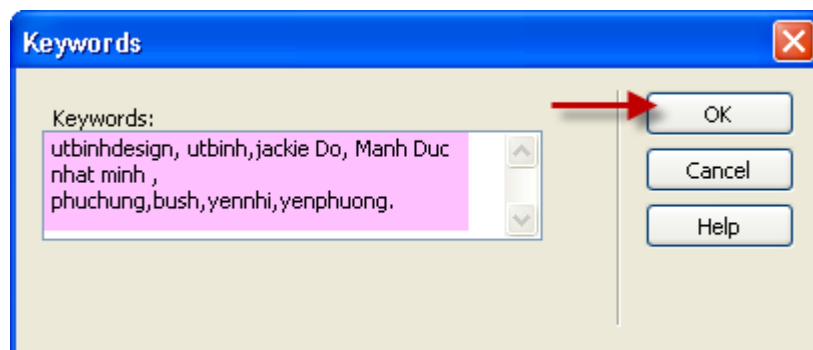 Keywords
Keywords:
utbinhdesign, utbinh,jackie Do, Manh Duc
nhat minh ,
phuchung,bush,yennhi,yenphuong.
OK
Cancel
Help